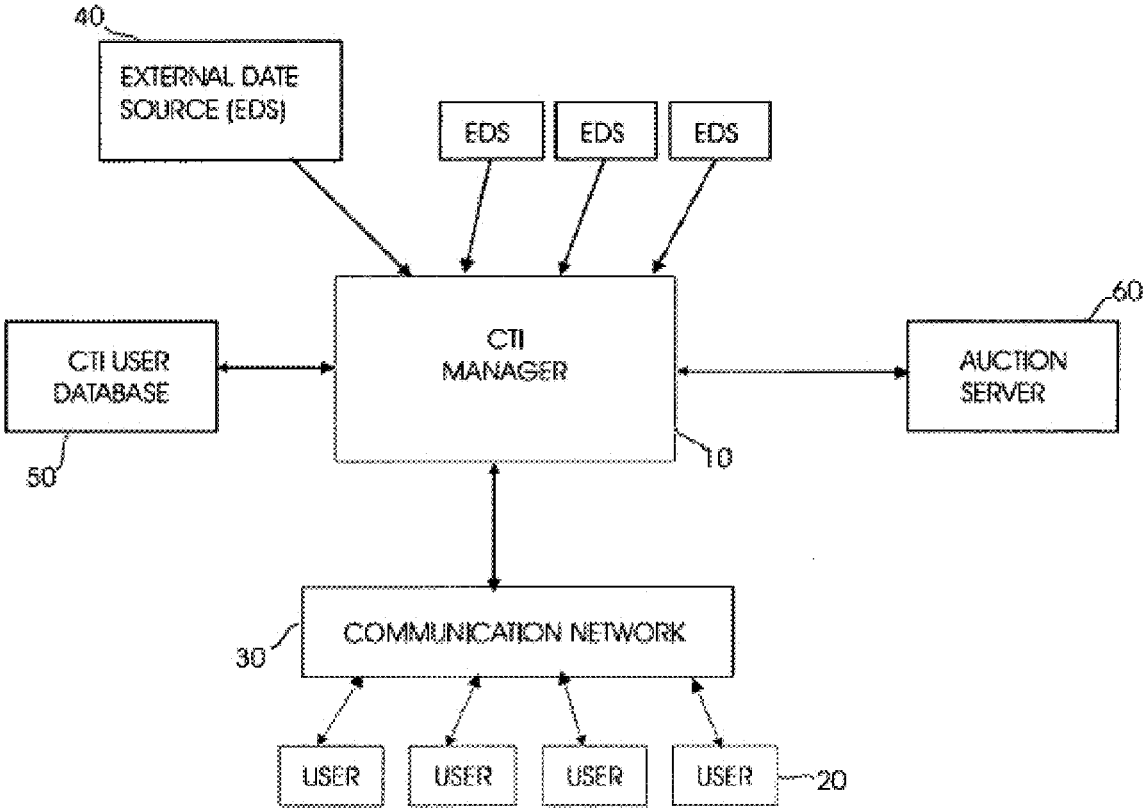 40
EXTERNAL DATE
SOURCE (EDS)
EDS
EDS
EDS
60
CTI USER
DATABASE
CTI
MANAGER
AUCTION
SERVER
50
10
COMMUNICATION NETWORK
30
USER
USER
USER
USER
20